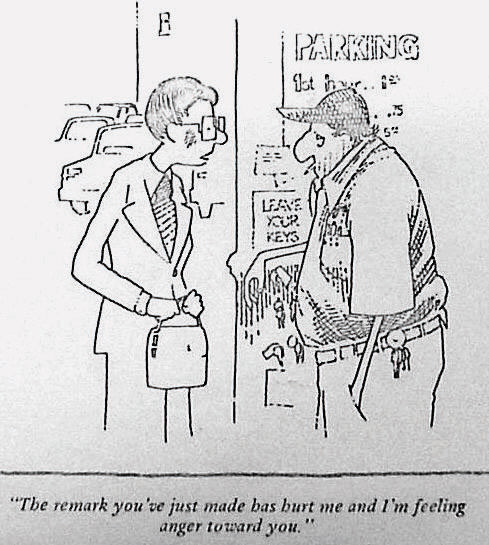 PARKING
1st hour.. 1
.75
LEAVE
YOUR
KEYS
"The remark you've just made has hurt me and I'm feeling
anger toward you."